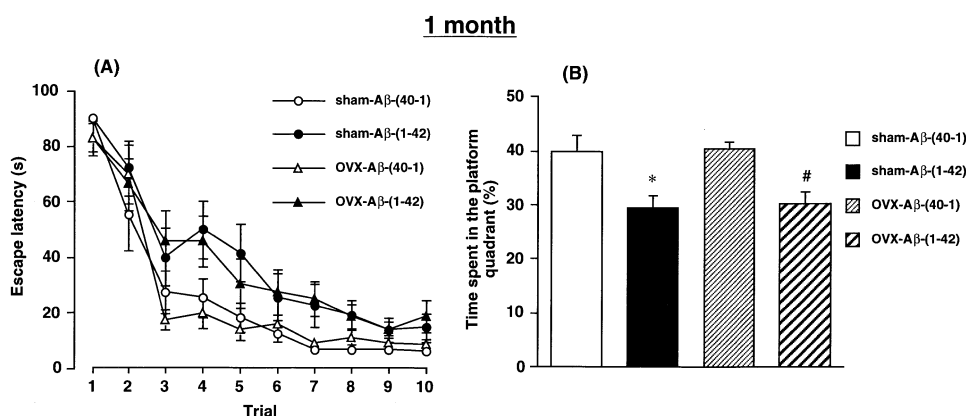 1 month
(A)
100
80
60
40
20
0
Escape latency (s)
1 2 3 4 5 6 7 8 9 10
Trial
sham-Aβ-(40-1)
sham-Aβ-(1-42)
OVX-Aβ-(40-1)
OVX-Aβ-(1-42)
(B)
50
40
30
20
10
0
Time spent in the platform
quadrant (%)
*
#
sham-Aβ-(40-1)
sham-Aβ-(1-42)
OVX-Aβ-(40-1)
OVX-Aβ-(1-42)